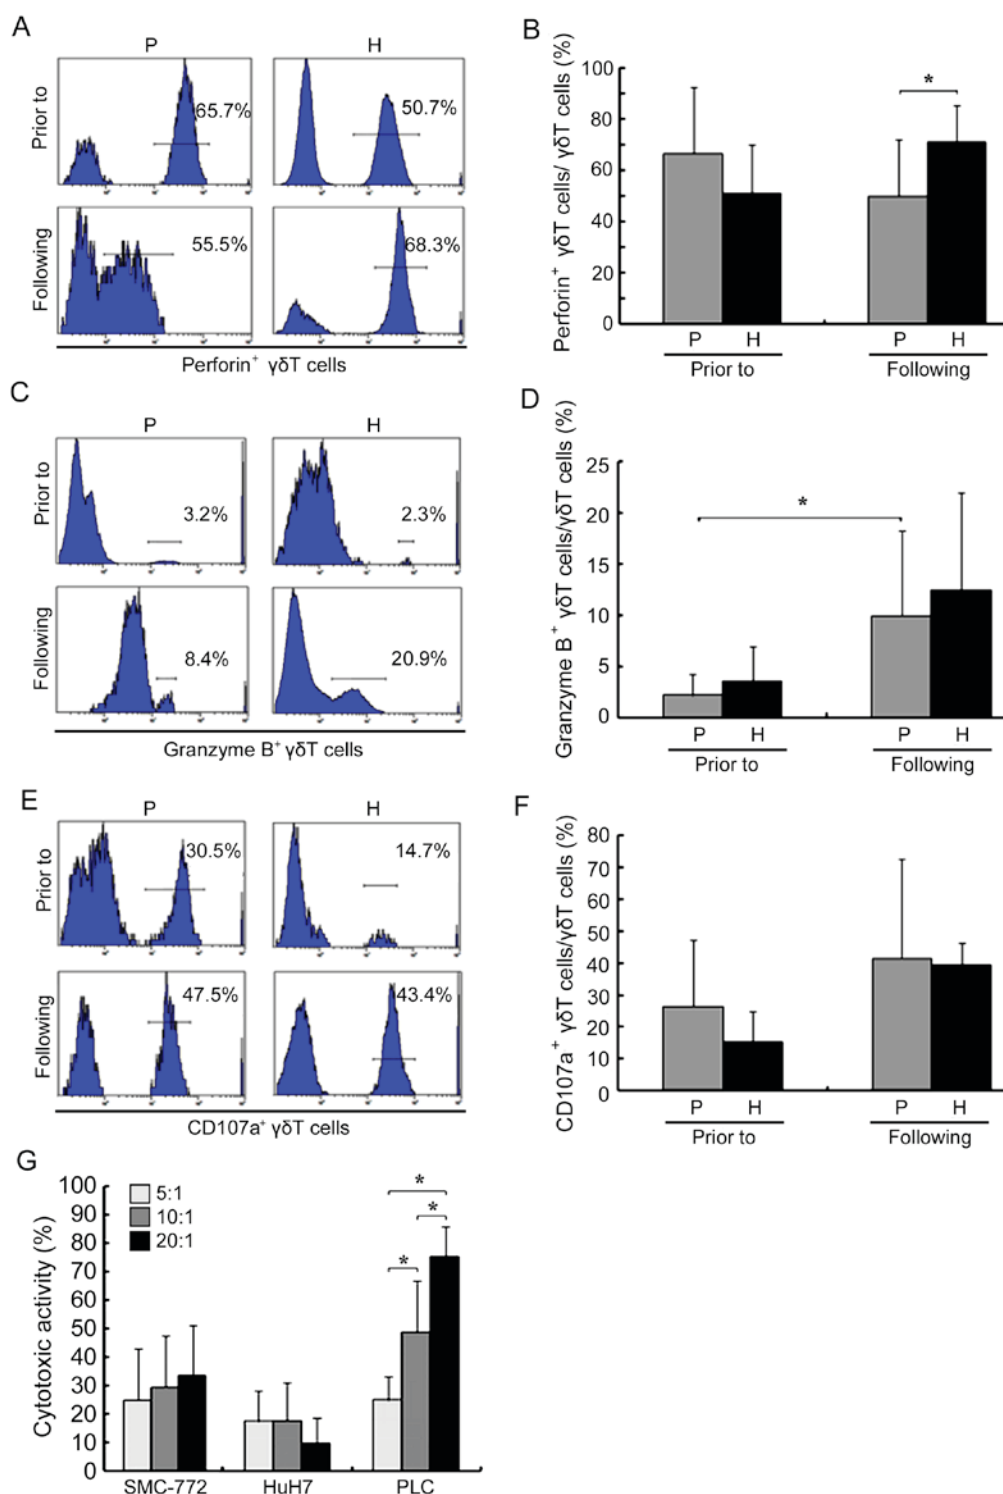 A
P
H
Prior to
65.7%
50.7%
Following
55.5%
68.3%
Perforin+ γδT cells
B
Perforin+ γδT cells/ γδT cells (%)
100
90
80
60
40
20
0
*
P
H
P
H
Prior to
Following
C
P
H
Prior to
3.2%
2.3%
Following
8.4%
20.9%
Granzyme B+ γδT cells
D
Granzyme B+ γδT cells/γδT cells (%)
25
20
15
10
5
0
*
P
H
P
H
Prior to
Following
E
P
H
Prior to
30.5%
14.7%
Following
47.5%
43.4%
CD107a+ γδT cells
F
CD107a+ γδT cells/γδT cells (%)
80
70
60
50
40
30
20
10
0
P
H
P
H
Prior to
Following
G
Cytotoxic activity (%)
100
90
80
70
60
50
40
30
20
10
0
5:1
10:1
20:1
*
*
*
SMC-772
HuH7
PLC